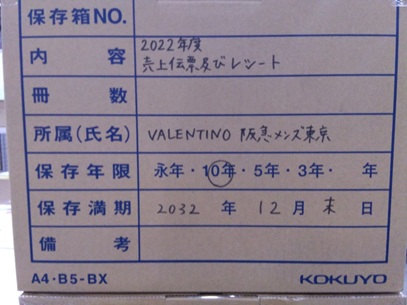 保存箱NO.
内 容 2022年度
売上伝票及びレシート
冊 数
所属(氏名) VALENTINO 阪急メンズ東京
保存年限 永年・10年・5年・3年・ 年
保存満期 2032 年 12 月 末 日
備 考
A4・B5-BX KOKUYO